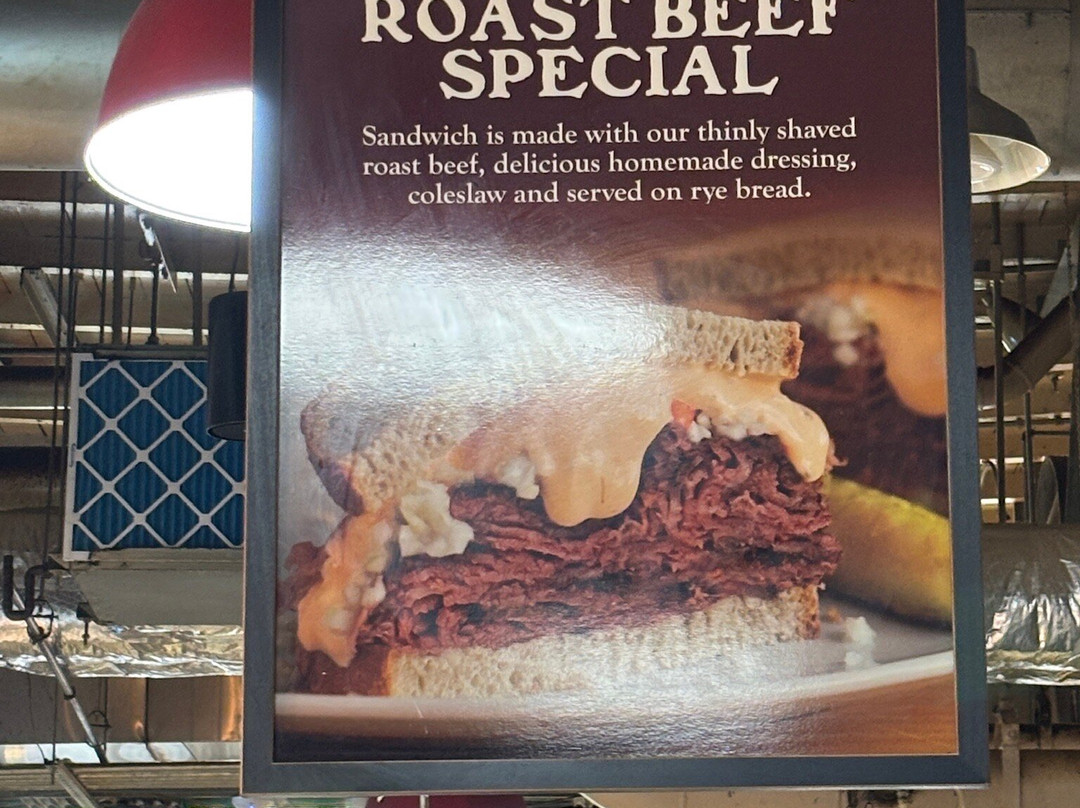 ROAST BEEF
SPECIAL
Sandwich is made with our thinly shaved
roast beef, delicious homemade dressing,
coleslaw and served on rye bread.